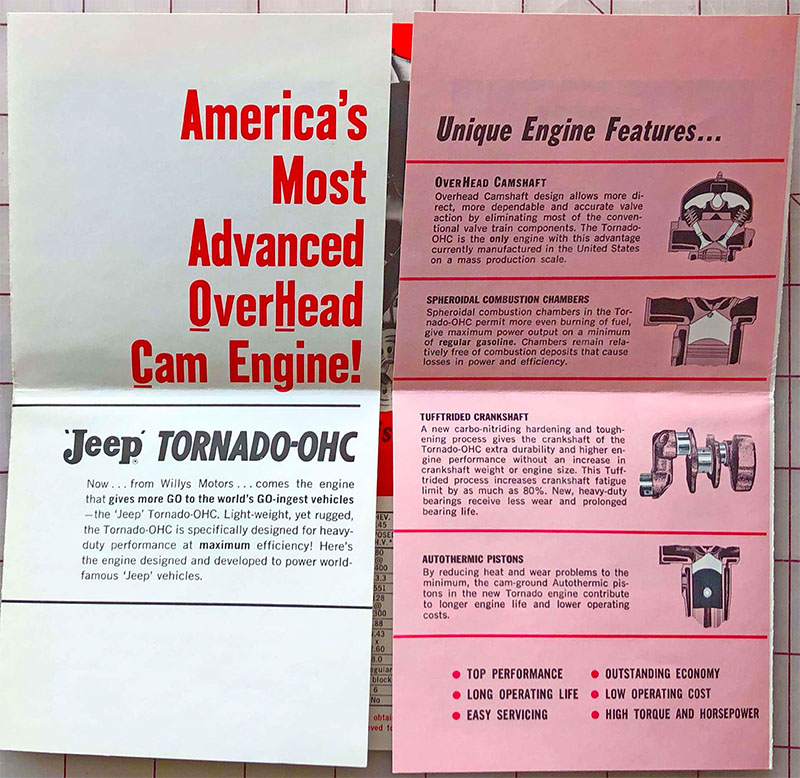 America's
Most
Advanced
OverHead
Cam Engine!
'Jeep' TORNADO-OHC
Now . . . from Willys Motors . . . comes the engine
that gives more GO to the world's GO-ingest vehicles
— the 'Jeep' Tornado-OHC. Light-weight, yet rugged,
the Tornado-OHC is specifically designed for heavy-
duty performance at maximum efficiency! Here's
the engine designed and developed to power world-
famous 'Jeep' vehicles.
Unique Engine Features...
OVERHEAD CAMSHAFT
Overhead Camshaft design allows more di-
rect, more dependable and accurate valve
action by eliminating most of the conven-
tional valve train components. The Tornado-
OHC is the only engine with this advantage
currently manufactured in the United States
on a mass production scale.
SPHEROIDAL COMBUSTION CHAMBERS
Spheroidal combustion chambers in the Tor-
nado-OHC permit more even burning of fuel,
give maximum power output on a minimum
of regular gasoline. Chambers remain rela-
tively free of combustion deposits that cause
losses in power and efficiency.
TUFFTRIDED CRANKSHAFT
A new carbo-nitriding hardening and tough-
ening process gives the crankshaft of the
Tornado-OHC extra durability and higher en-
gine performance without an increase in
crankshaft weight or engine size. This Tuff-
trided process increases crankshaft fatigue
limit by as much as 80%. New, heavy-duty
bearings receive less wear and prolonged
bearing life.
AUTOTHERMIC PISTONS
By reducing heat and wear problems to the
minimum, the cam-ground Autothermic pis-
tons in the new Tornado engine contribute
to longer engine life and lower operating
costs.
• TOP PERFORMANCE • OUTSTANDING ECONOMY
• LONG OPERATING LIFE • LOW OPERATING COST
• EASY SERVICING • HIGH TORQUE AND HORSEPOWER